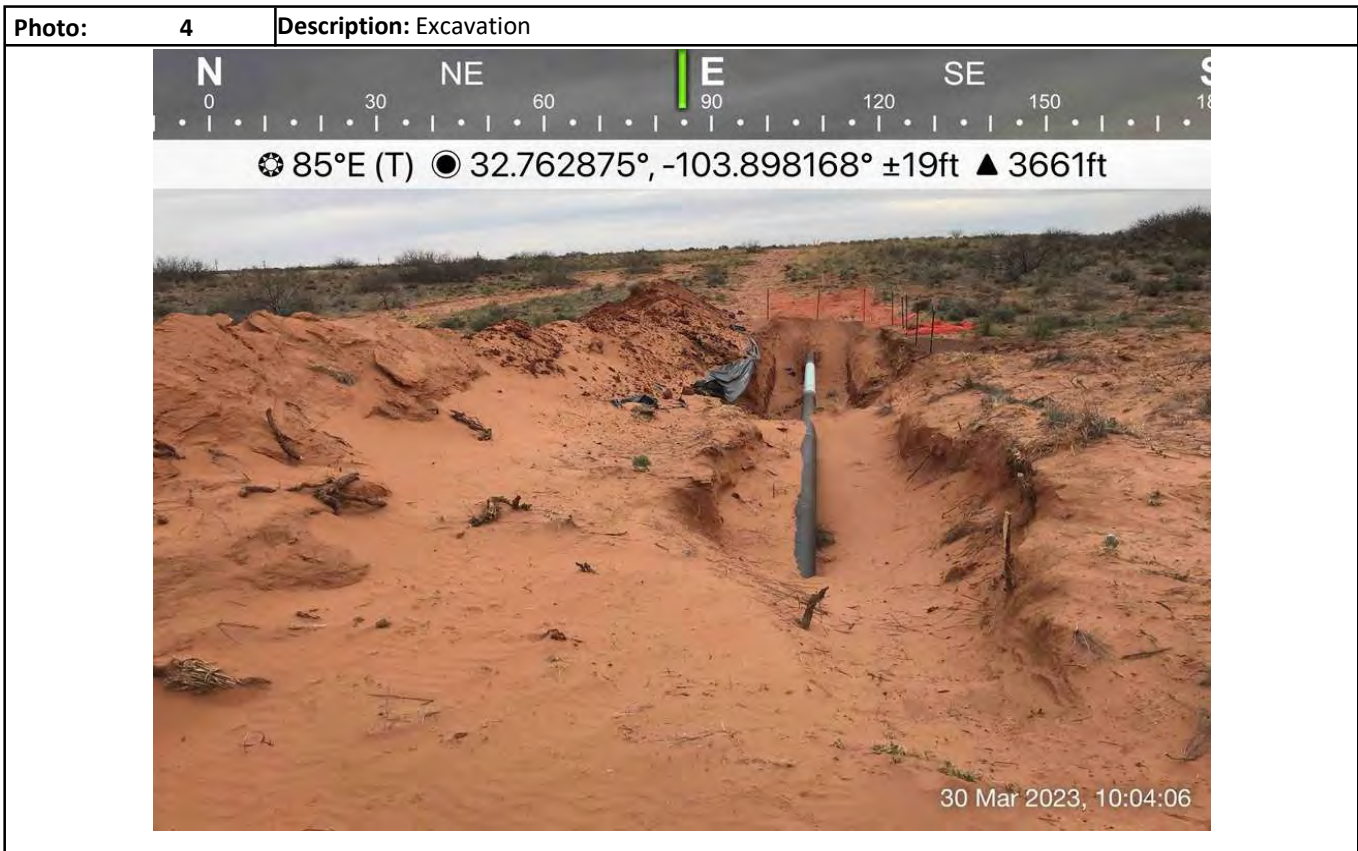 Photo: 4 Description: Excavation
N NE E SE S
0 30 60 90 120 150 18
85°E (T) 32.762875°, -103.898168° ±19ft ▲ 3661ft
30 Mar 2023, 10:04:06